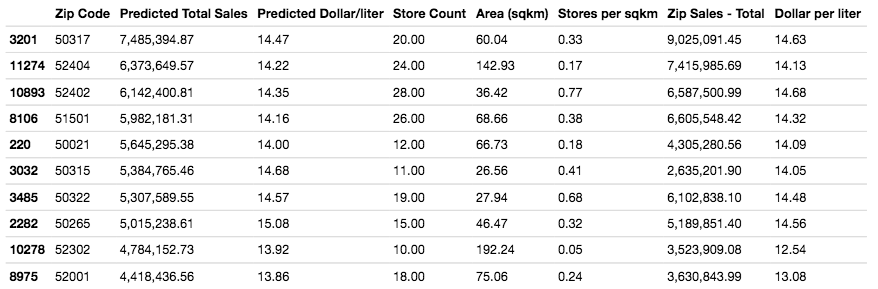 Zip Code Predicted Total Sales Predicted Dollar/liter Store Count Area (sqkm) Stores per sqkm Zip Sales - Total Dollar per liter
3201 50317 7,485,394.87 14.47 20.00 60.04 0.33 9,025,091.45 14.63
11274 52404 6,373,649.57 14.22 24.00 142.93 0.17 7,415,985.69 14.13
10893 52402 6,142,400.81 14.35 28.00 36.42 0.77 6,587,500.99 14.68
8106 51501 5,982,181.31 14.16 26.00 68.66 0.38 6,605,548.42 14.32
220 50021 5,645,295.38 14.00 12.00 66.73 0.18 4,305,280.56 14.09
3032 50315 5,384,765.46 14.68 11.00 26.56 0.41 2,635,201.90 14.05
3485 50322 5,307,589.55 14.57 19.00 27.94 0.68 6,102,838.10 14.48
2282 50265 5,015,238.61 15.08 15.00 46.47 0.32 5,189,851.40 14.56
10278 52302 4,784,152.73 13.92 10.00 192.24 0.05 3,523,909.08 12.54
8975 52001 4,418,436.56 13.86 18.00 75.06 0.24 3,630,843.99 13.08